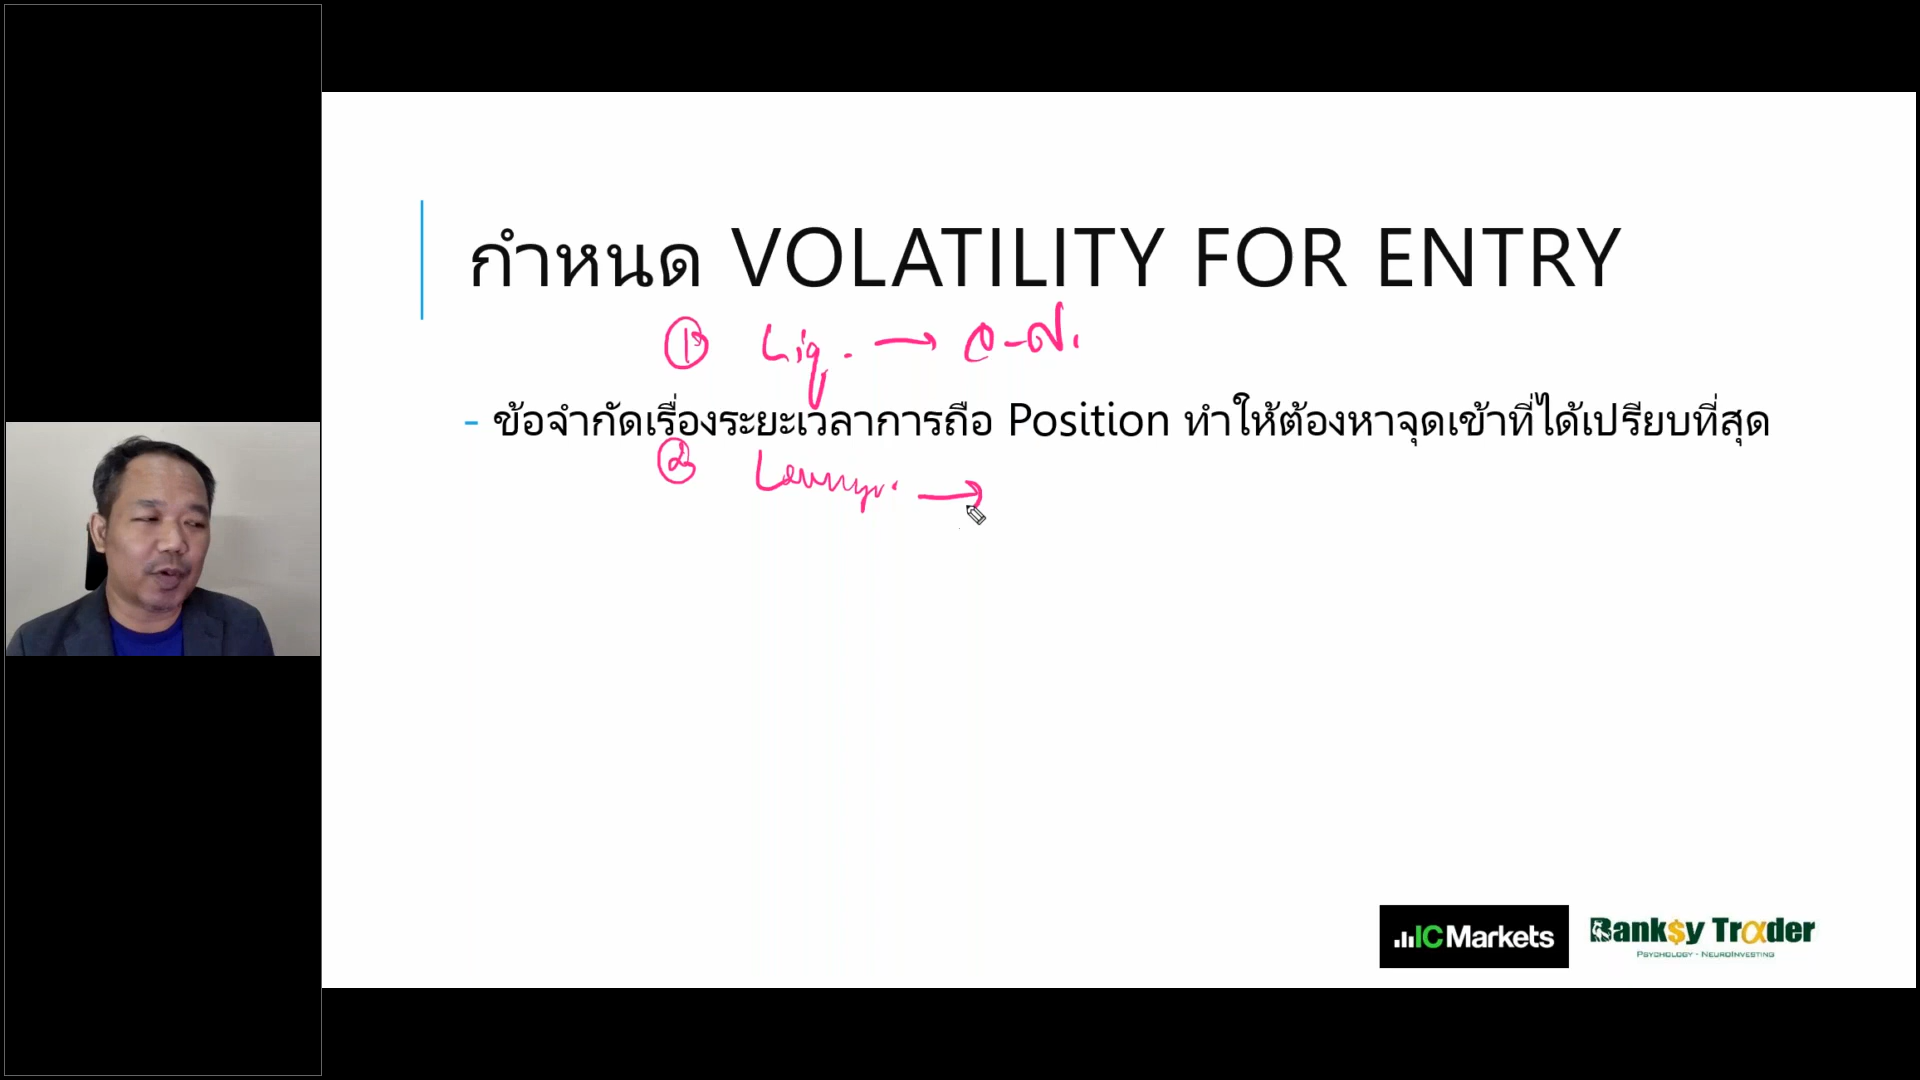 กำหนด VOLATILITY FOR ENTRY
① Liq. →
- ข้อจำกัดเรื่องระยะเวลาการถือ Position ทำให้ต้องหาจุดเข้าที่ได้เปรียบที่สุด
② →
IC Markets
Bank$y Trader
PSYCHOLOGY - NEUROINVESTING